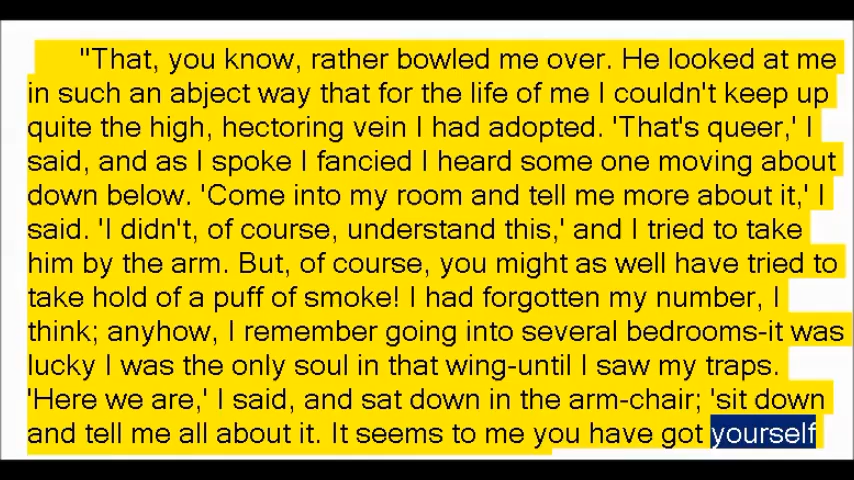 "That, you know, rather bowled me over. He looked at me
in such an abject way that for the life of me I couldn't keep up
quite the high, hectoring vein I had adopted. 'That's queer,' I
said, and as I spoke I fancied I heard some one moving about
down below. 'Come into my room and tell me more about it,' I
said. 'I didn't, of course, understand this,' and I tried to take
him by the arm. But, of course, you might as well have tried to
take hold of a puff of smoke! I had forgotten my number, I
think; anyhow, I remember going into several bedrooms-it was
lucky I was the only soul in that wing-until I saw my traps.
'Here we are,' I said, and sat down in the arm-chair; 'sit down
and tell me all about it. It seems to me you have got yourself